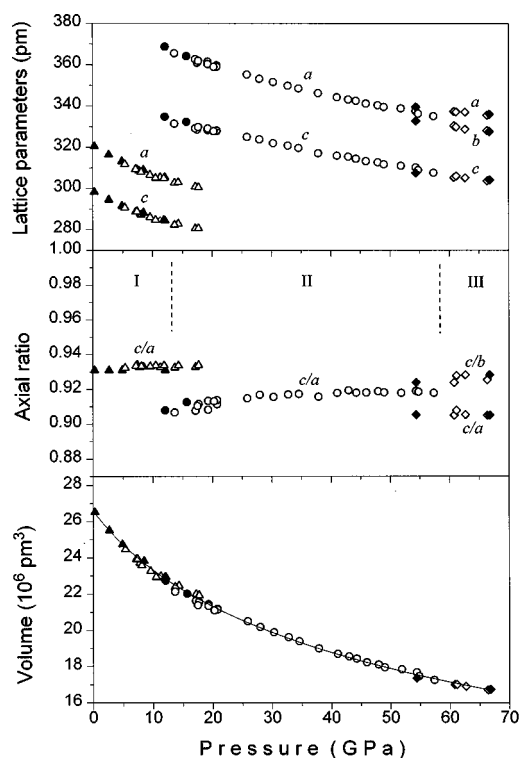 380
360
340
320
300
280
Lattice parameters (pm)
a
c
a
c
a
b
c
1.00
0.98
0.96
0.94
0.92
0.90
0.88
Axial ratio
I
II
III
c/a
c/a
c/b
c/a
28
26
24
22
20
18
16
Volume (10⁶ pm³)
0 10 20 30 40 50 60 70
Pressure (GPa)